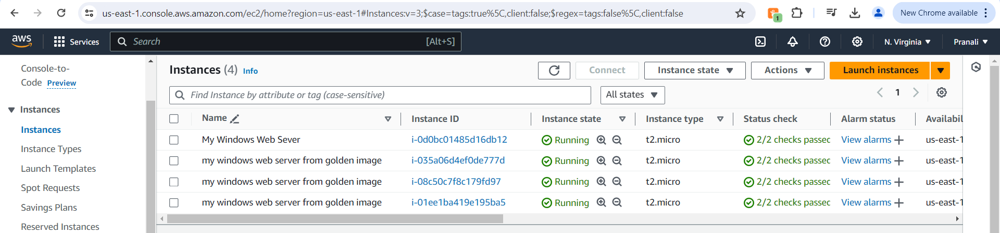 us-east-1.console.aws.amazon.com/ec2/home?region=us-east-1#Instances:v=3;$case=tags:true%5C,client:false;$regex=tags:false%5C,client:false
1
New Chrome available
aws
Services
Search
[Alt+S]
N. Virginia
Pranali
Console-to-
Code Preview
Instances
Instances
Instance Types
Launch Templates
Spot Requests
Savings Plans
Reserved Instances
Instances (4) Info
Connect
Instance state
Actions
Launch instances
Find Instance by attribute or tag (case-sensitive)
All states
1
Name Instance ID Instance state Instance type Status check Alarm status Availabil
My Windows Web Sever i-0d0bc01485d16db12 Running t2.micro 2/2 checks passed View alarms us-east-1
my windows web server from golden image i-035a06d4ef0de777d Running t2.micro 2/2 checks passed View alarms us-east-1
my windows web server from golden image i-08c50c7f8c179fd97 Running t2.micro 2/2 checks passed View alarms us-east-1
my windows web server from golden image i-01ee1ba419e195ba5 Running t2.micro 2/2 checks passed View alarms us-east-1